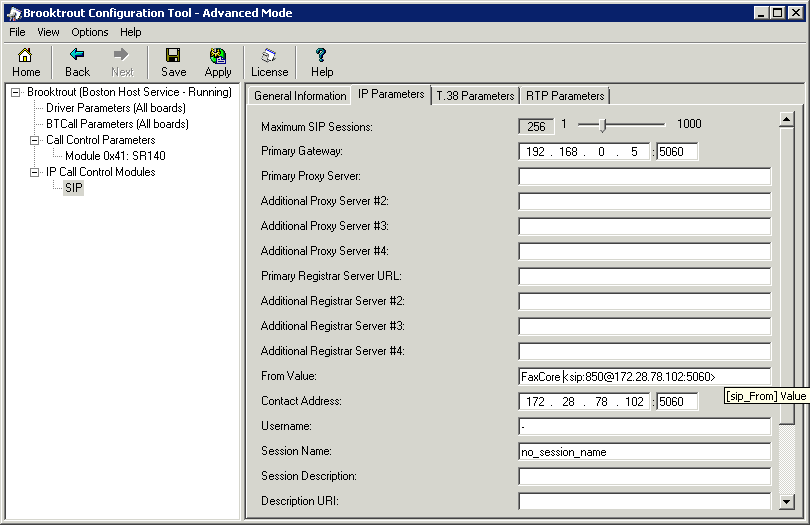 Brooktrout Configuration Tool - Advanced Mode
File View Options Help
Home Back Next Save Apply License Help
Brooktrout (Boston Host Service - Running)
Driver Parameters (All boards)
BTCall Parameters (All boards)
Call Control Parameters
Module 0x41: SR140
IP Call Control Modules
SIP
General Information IP Parameters T.38 Parameters RTP Parameters
Maximum SIP Sessions: 256 1 1000
Primary Gateway: 192 . 168 . 0 . 5 : 5060
Primary Proxy Server:
Additional Proxy Server #2:
Additional Proxy Server #3:
Additional Proxy Server #4:
Primary Registrar Server URL:
Additional Registrar Server #2:
Additional Registrar Server #3:
Additional Registrar Server #4:
From Value: FaxCore <sip:850@172.28.78.102:5060>
[sip_From] Value
Contact Address: 172 . 28 . 78 . 102 : 5060
Username: -
Session Name: no_session_name
Session Description:
Description URI: